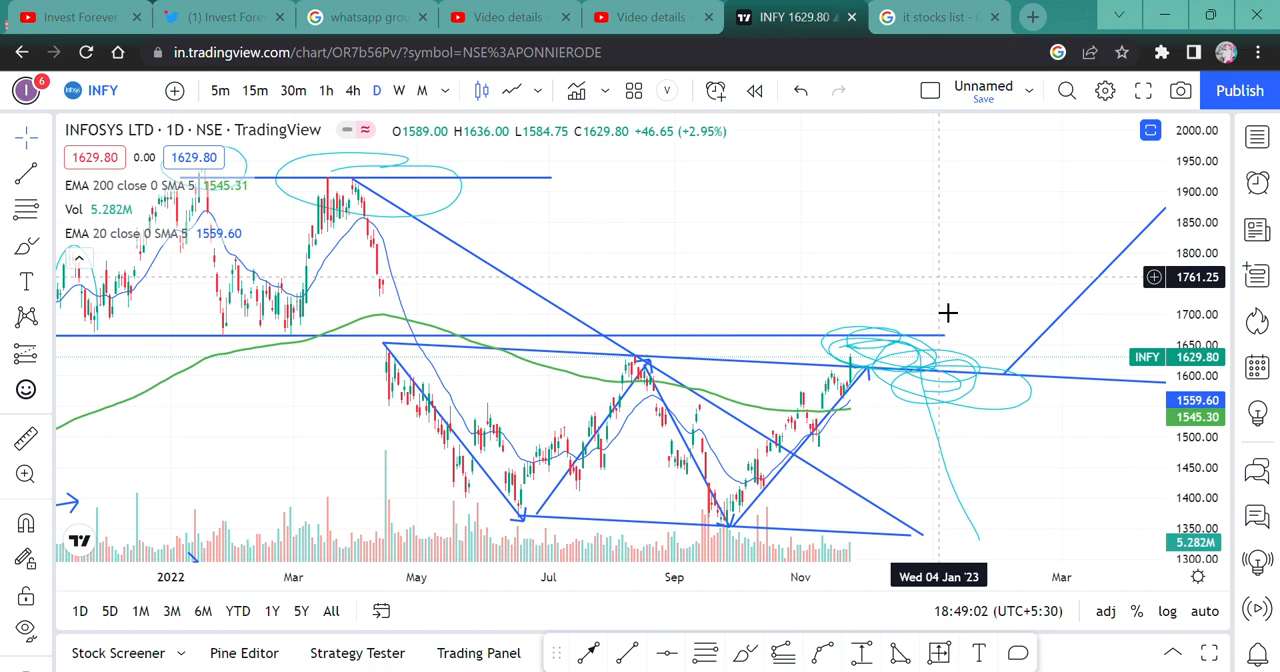 Invest Forever
(1) Invest Fore
whatsapp grou
Video details -
Video details -
INFY 1629.80
it stocks list - G
in.tradingview.com/chart/OR7b56Pv/?symbol=NSE%3APONNIERODE
I 6 Infosys INFY 5m 15m 30m 1h 4h D W M V Unnamed Save Publish
INFOSYS LTD · 1D · NSE · TradingView O1589.00 H1636.00 L1584.75 C1629.80 +46.65 (+2.95%)
1629.80 0.00 1629.80
EMA 200 close 0 SMA 5 1545.31
Vol 5.282M
EMA 20 close 0 SMA 5 1559.60
2000.00
1950.00
1900.00
1850.00
1800.00
1761.25
1700.00
1650.00
INFY 1629.80
1600.00
1559.60
1545.30
1500.00
1450.00
1400.00
1350.00
5.282M
1300.00
2022 Mar May Jul Sep Nov Wed 04 Jan '23 Mar
1D 5D 1M 3M 6M YTD 1Y 5Y All 18:49:02 (UTC+5:30) adj % log auto
Stock Screener Pine Editor Strategy Tester Trading Panel